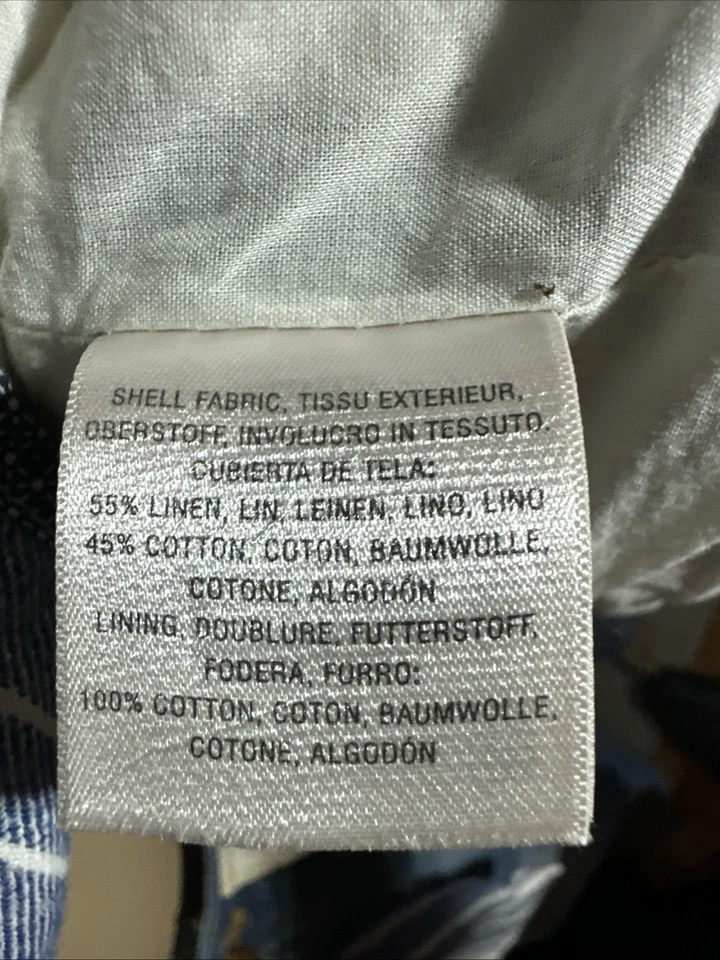 SHELL FABRIC, TISSU EXTERIEUR,
OBERSTOFF, INVOLUCRO IN TESSUTO.
CUBIERTA DE TELA:
55% LINEN, LIN, LEINEN, LINO, LINO
45% COTTON, COTON, BAUMWOLLE,
COTONE, ALGODÓN
LINING, DOUBLURE, FUTTERSTOFF,
FODERA, FORRO:
100% COTTON, COTON, BAUMWOLLE,
COTONE, ALGODÓN